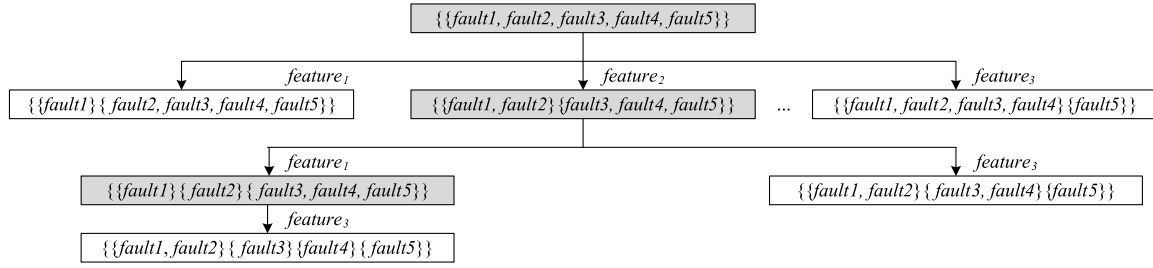 {{fault1, fault2, fault3, fault4, fault5}}
feature1 feature2 feature3
{{fault1}{ fault2, fault3, fault4, fault5}} {{fault1, fault2}{fault3, fault4, fault5}} ... {{fault1, fault2, fault3, fault4}{fault5}}
feature1 feature3
{{fault1}{ fault2}{ fault3, fault4, fault5}} {{fault1, fault2}{ fault3, fault4}{fault5}}
feature3
{{fault1, fault2}{ fault3}{fault4}{ fault5}}